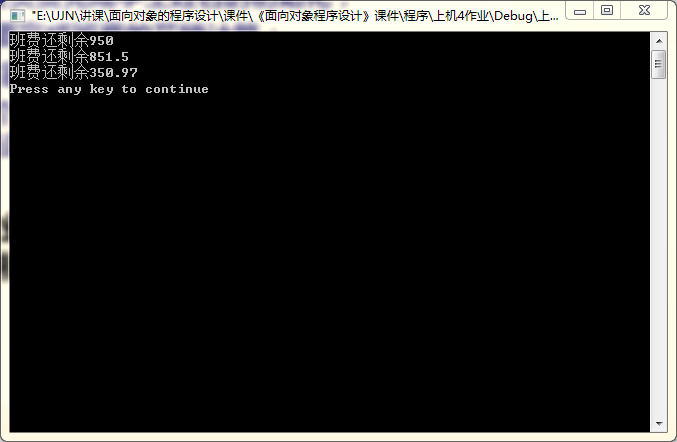 "E:\UJN\讲课\面向对象的程序设计\课件\《面向对象程序设计》课件\程序\上机4作业\Debug\上...
班费还剩余950
班费还剩余851.5
班费还剩余350.97
Press any key to continue